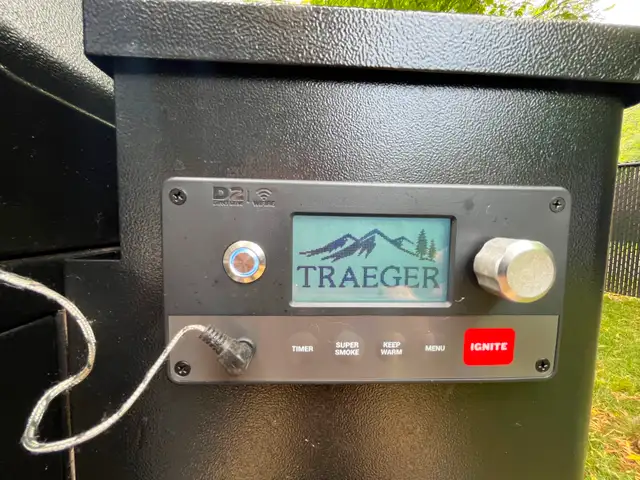 D2
TRAEGER
TIMER
SUPER
SMOKE
KEEP
WARM
MENU
IGNITE